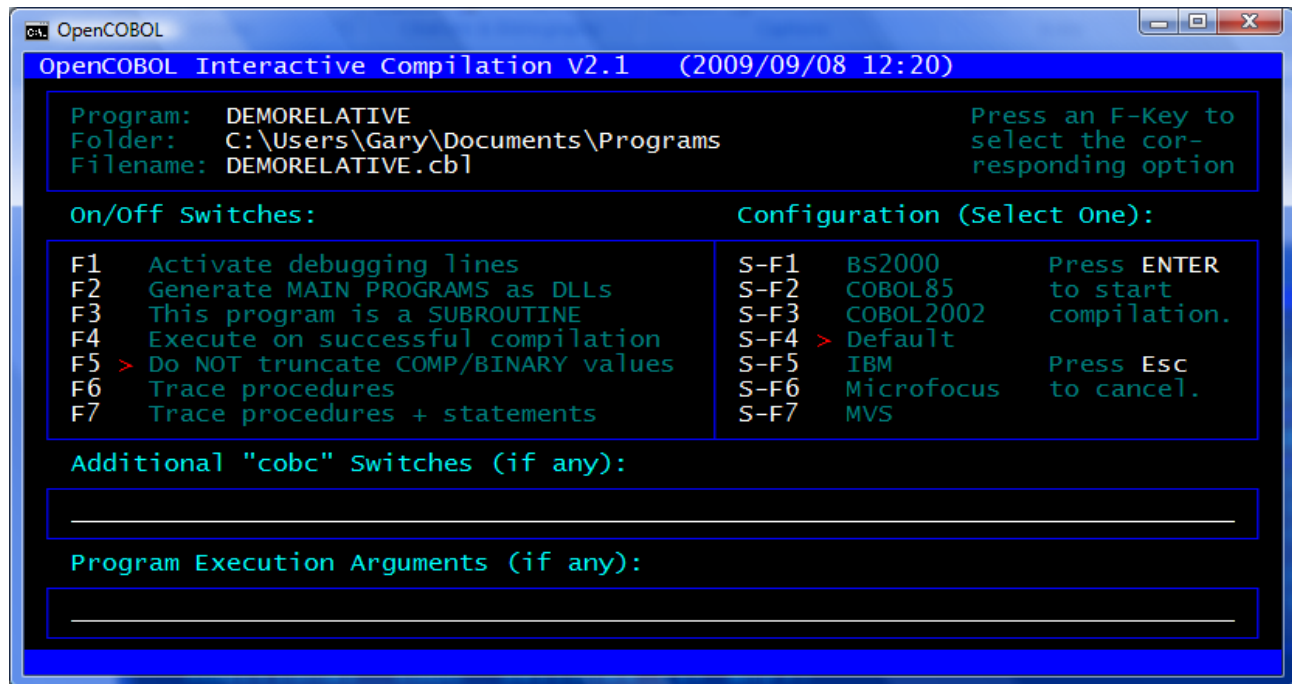 OpenCOBOL
OpenCOBOL Interactive Compilation V2.1 (2009/09/08 12:20)
Program: DEMORELATIVE Press an F-Key to
Folder: C:\Users\Gary\Documents\Programs select the cor-
Filename: DEMORELATIVE.cbl responding option
On/Off Switches: Configuration (Select One):
F1 Activate debugging lines S-F1 BS2000 Press ENTER
F2 Generate MAIN PROGRAMS as DLLs S-F2 COBOL85 to start
F3 This program is a SUBROUTINE S-F3 COBOL2002 compilation.
F4 Execute on successful compilation S-F4 > Default
F5 > Do NOT truncate COMP/BINARY values S-F5 IBM Press Esc
F6 Trace procedures S-F6 Microfocus to cancel.
F7 Trace procedures + statements S-F7 MVS
Additional "cobc" Switches (if any):
Program Execution Arguments (if any):